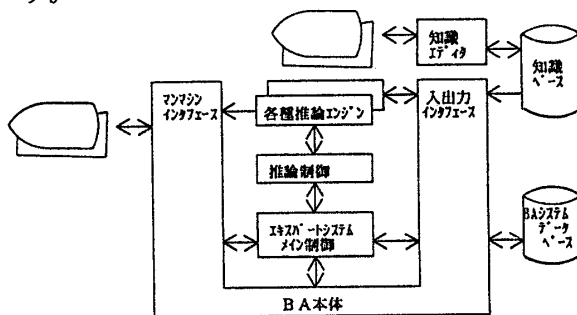 す。
知識
エディタ
知識
ベース
マンマシン
インタフェース
各種推論エンジン
入出力
インタフェース
推論制御
エキスパートシステム
メイン制御
BAシステム
データ
ベース
BA本体